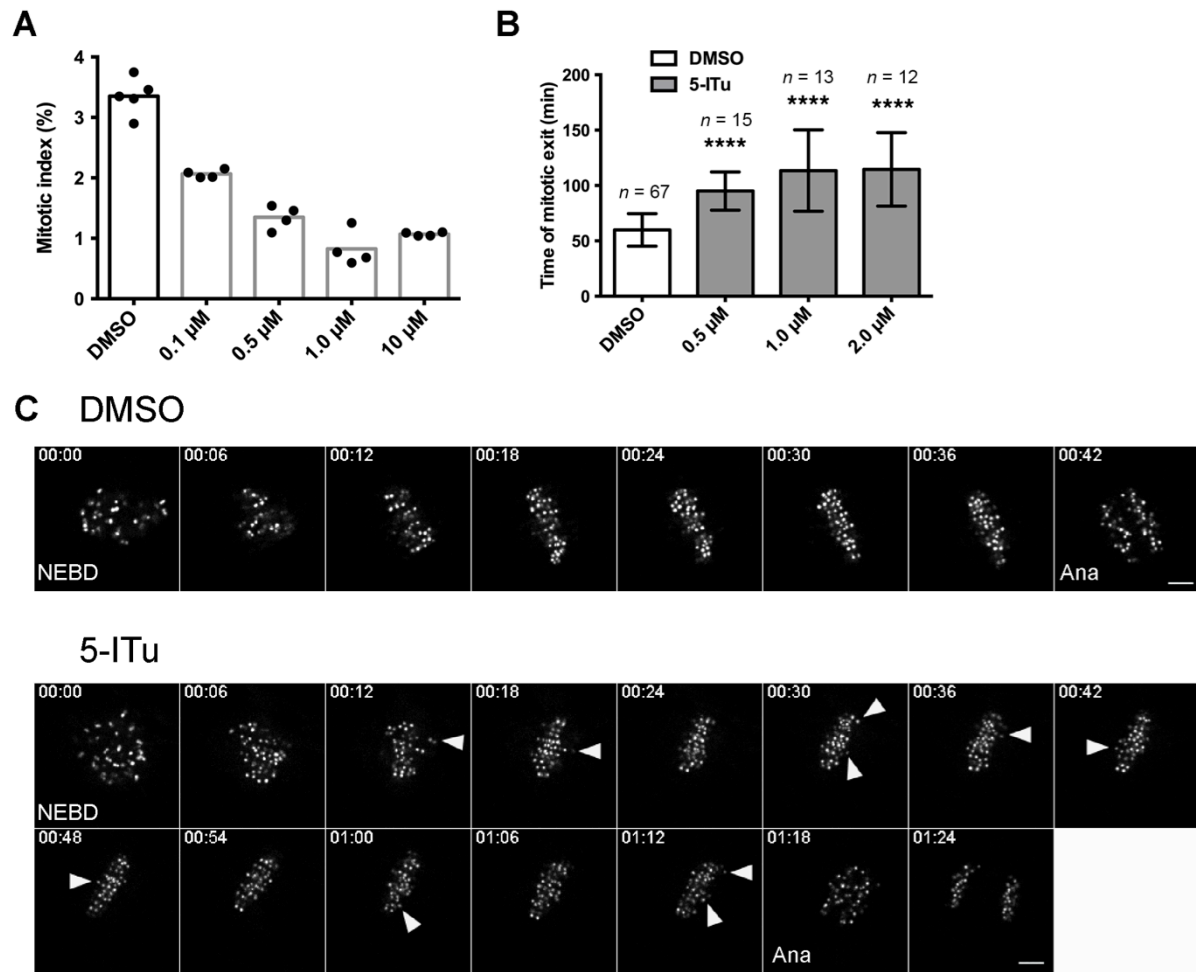 A
Mitotic index (%)
4
3
2
1
0
DMSO
0.1 µM
0.5 µM
1.0 µM
10 µM
B
DMSO
5-ITu
Time of mitotic exit (min)
200
150
100
50
0
n = 67
n = 15
****
n = 13
****
n = 12
****
DMSO
0.5 µM
1.0 µM
2.0 µM
C DMSO
00:00 00:06 00:12 00:18 00:24 00:30 00:36 00:42
NEBD Ana
5-ITu
00:00 00:06 00:12 00:18 00:24 00:30 00:36 00:42
NEBD
00:48 00:54 01:00 01:06 01:12 01:18 01:24
Ana